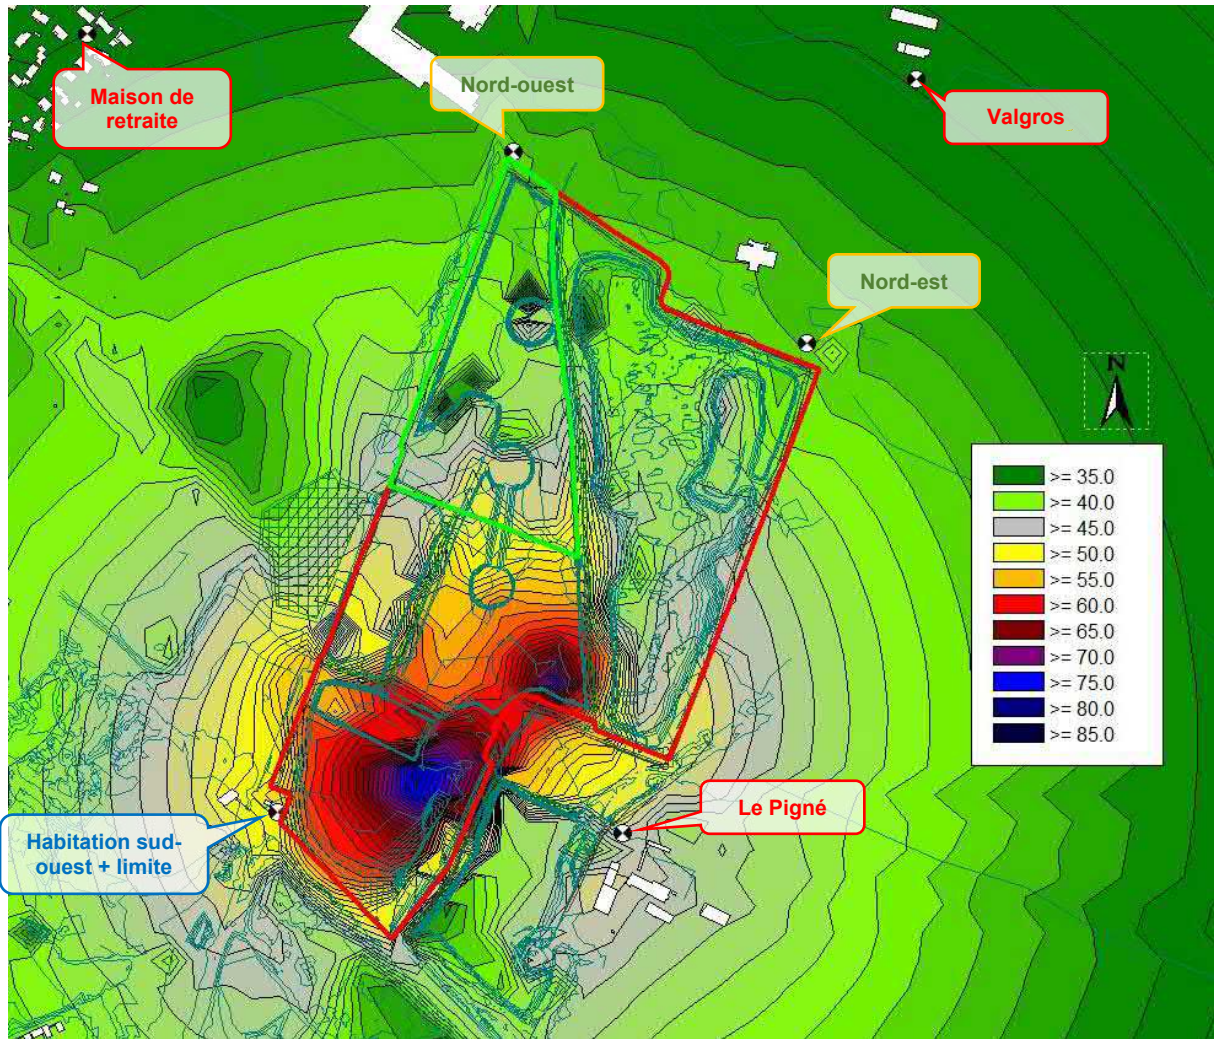 Maison de
retraite
Nord-ouest
Valgros
Nord-est
N
>= 35.0
>= 40.0
>= 45.0
>= 50.0
>= 55.0
>= 60.0
>= 65.0
>= 70.0
>= 75.0
>= 80.0
>= 85.0
Le Pigné
Habitation sud-
ouest + limite